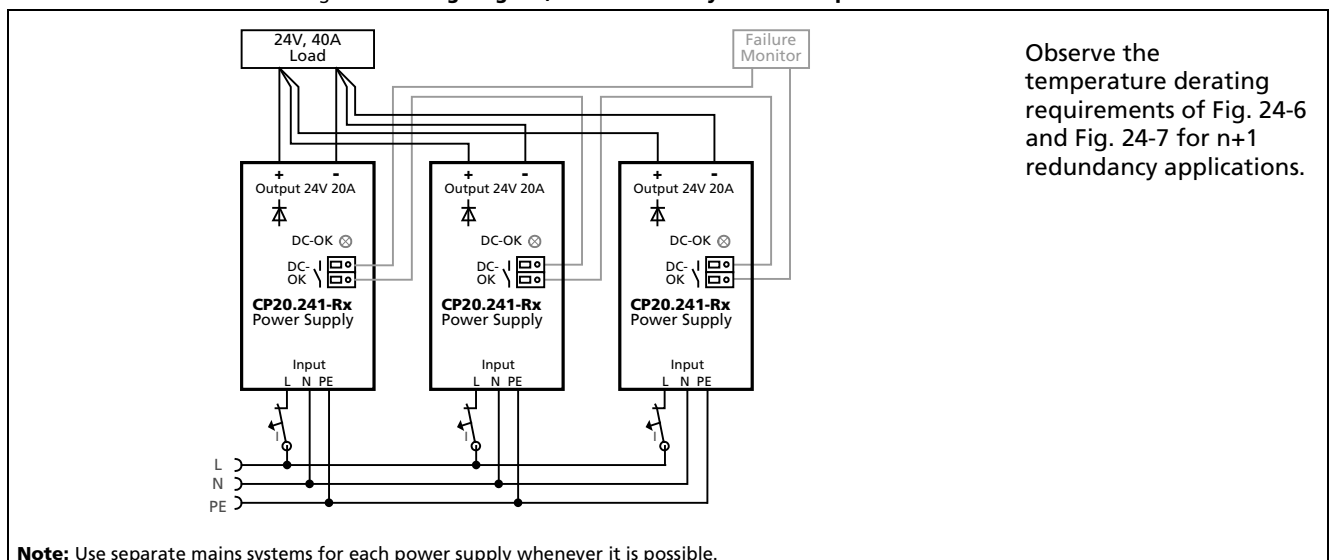 24V, 40A
Load
Failure
Monitor
Observe the
temperature derating
requirements of Fig. 24-6
and Fig. 24-7 for n+1
redundancy applications.
+ -
Output 24V 20A
DC-OK
DC-
OK
CP20.241-Rx
Power Supply
Input
L N PE
I
+ -
Output 24V 20A
DC-OK
DC-
OK
CP20.241-Rx
Power Supply
Input
L N PE
I
+ -
Output 24V 20A
DC-OK
DC-
OK
CP20.241-Rx
Power Supply
Input
L N PE
I
L
N
PE
Note: Use separate mains systems for each power supply whenever it is possible.